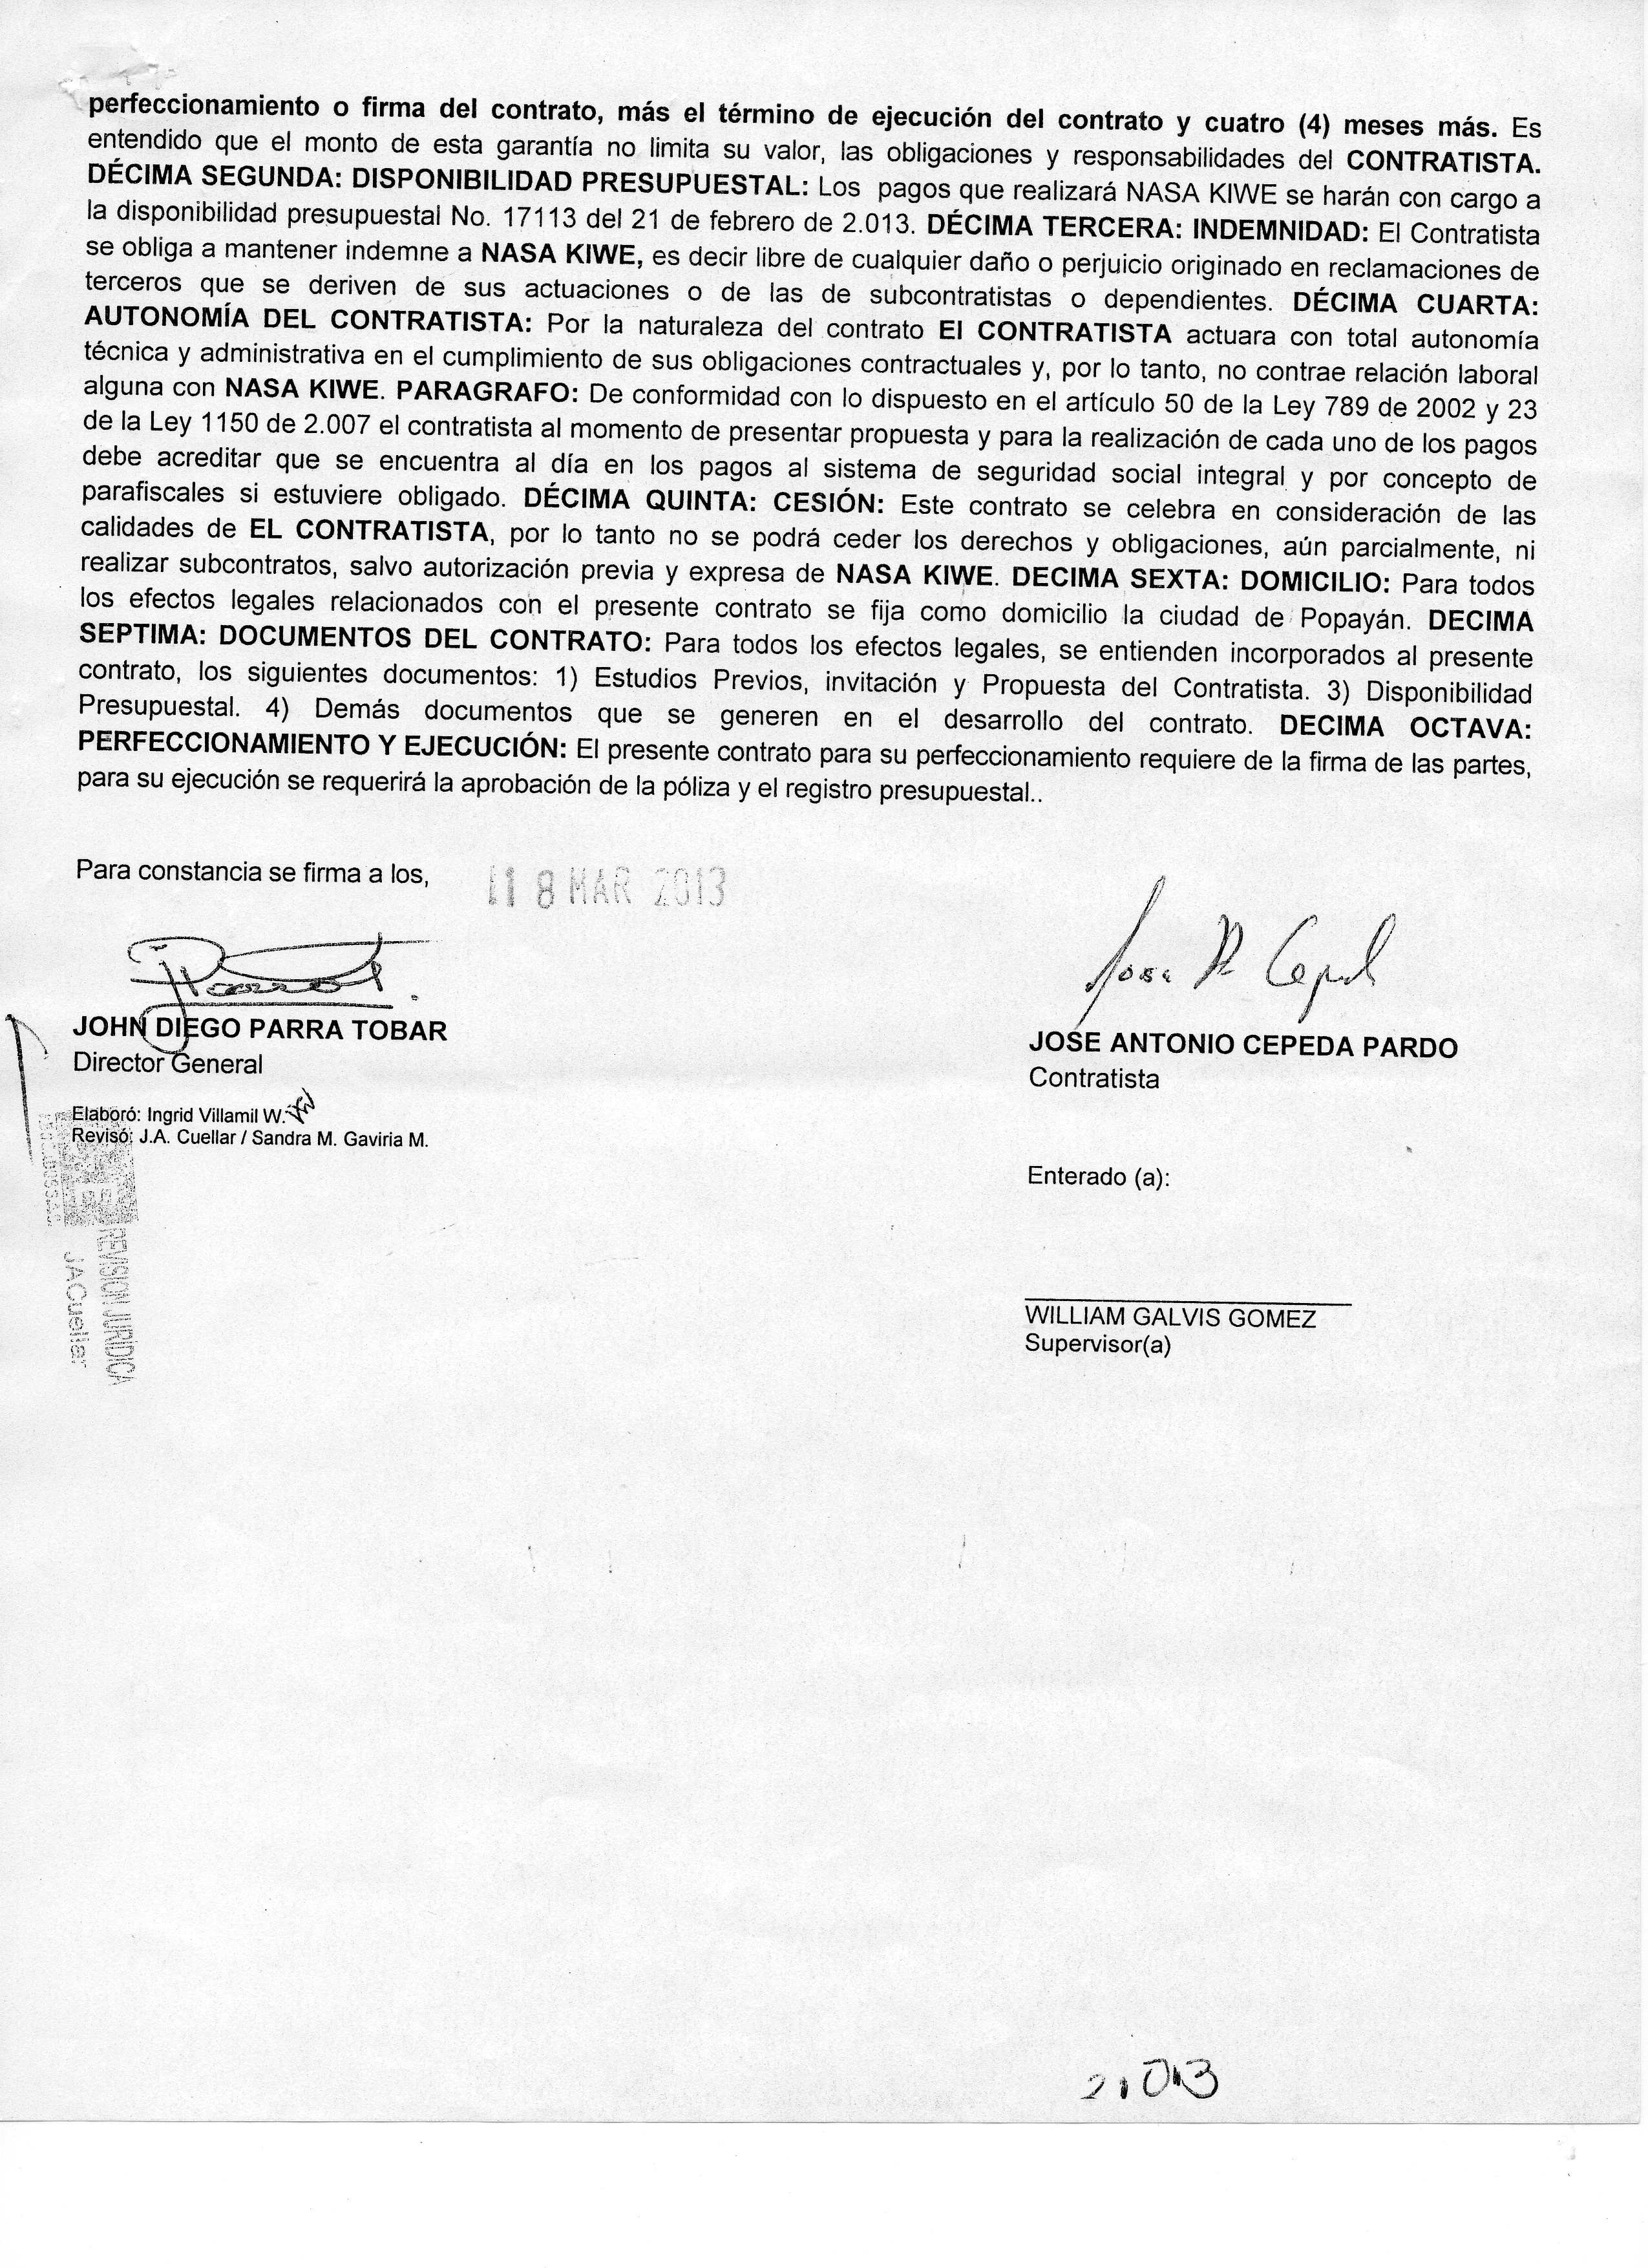 perfeccionamiento o firma del contrato, más el término de ejecución del contrato y cuatro (4) meses más. Es
entendido que el monto de esta garantía no limita su valor, las obligaciones y responsabilidades del CONTRATISTA.
DÉCIMA SEGUNDA: DISPONIBILIDAD PRESUPUESTAL: Los pagos que realizará NASA KIWE se harán con cargo a
la disponibilidad presupuestal No. 17113 del 21 de febrero de 2.013. DÉCIMA TERCERA: INDEMNIDAD: El Contratista
se obliga a mantener indemne a NASA KIWE, es decir libre de cualquier daño o perjuicio originado en reclamaciones de
terceros que se deriven de sus actuaciones o de las de subcontratistas o dependientes. DÉCIMA CUARTA:
AUTONOMÍA DEL CONTRATISTA: Por la naturaleza del contrato El CONTRATISTA actuara con total autonomía
técnica y administrativa en el cumplimiento de sus obligaciones contractuales y, por lo tanto, no contrae relación laboral
alguna con NASA KIWE. PARAGRAFO: De conformidad con lo dispuesto en el artículo 50 de la Ley 789 de 2002 y 23
de la Ley 1150 de 2.007 el contratista al momento de presentar propuesta y para la realización de cada uno de los pagos
debe acreditar que se encuentra al día en los pagos al sistema de seguridad social integral y por concepto de
parafiscales si estuviere obligado. DÉCIMA QUINTA: CESIÓN: Este contrato se celebra en consideración de las
calidades de EL CONTRATISTA, por lo tanto no se podrá ceder los derechos y obligaciones, aún parcialmente, ni
realizar subcontratos, salvo autorización previa y expresa de NASA KIWE. DECIMA SEXTA: DOMICILIO: Para todos
los efectos legales relacionados con el presente contrato se fija como domicilio la ciudad de Popayán. DECIMA
SEPTIMA: DOCUMENTOS DEL CONTRATO: Para todos los efectos legales, se entienden incorporados al presente
contrato, los siguientes documentos: 1) Estudios Previos, invitación y Propuesta del Contratista. 3) Disponibilidad
Presupuestal. 4) Demás documentos que se generen en el desarrollo del contrato. DECIMA OCTAVA:
PERFECCIONAMIENTO Y EJECUCIÓN: El presente contrato para su perfeccionamiento requiere de la firma de las partes,
para su ejecución se requerirá la aprobación de la póliza y el registro presupuestal..
Para constancia se firma a los, 18 MAR 2013
Jose A Cepeda
JOHN DIEGO PARRA TOBAR
Director General
JOSE ANTONIO CEPEDA PARDO
Contratista
Elaboró: Ingrid Villamil W.
Revisó: J.A. Cuellar / Sandra M. Gaviria M.
REVISION JURIDICA
JACuellar
Enterado (a):
WILLIAM GALVIS GOMEZ
Supervisor(a)